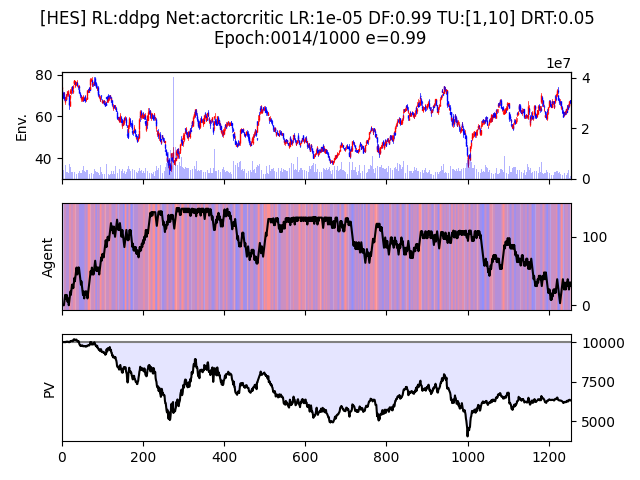 [HES] RL:ddpg Net:actorcritic LR:1e-05 DF:0.99 TU:[1,10] DRT:0.05
Epoch:0014/1000 e=0.99
1e7
80
60
40
Env.
4
2
0
Agent
100
0
PV
10000
7500
5000
0 200 400 600 800 1000 1200